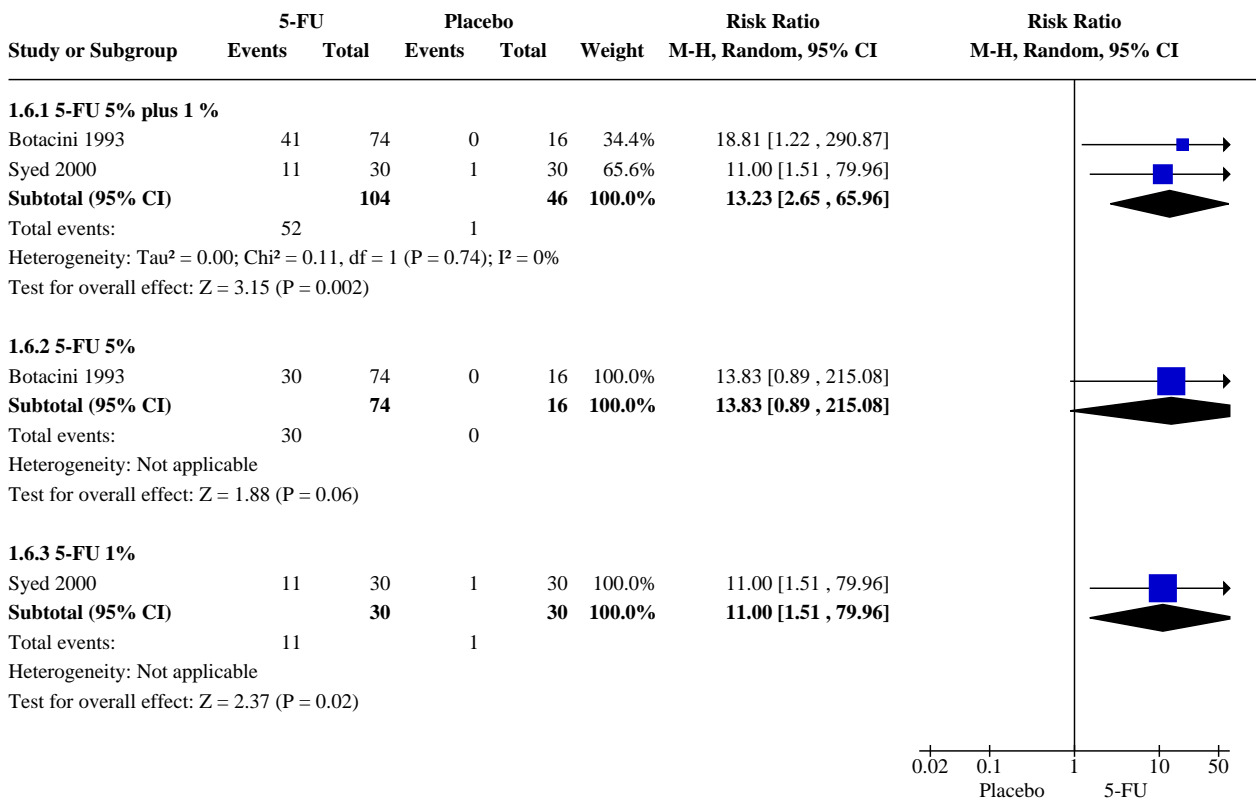 5-FU Placebo Risk Ratio Risk Ratio
Study or Subgroup Events Total Events Total Weight M-H, Random, 95% CI M-H, Random, 95% CI
1.6.1 5-FU 5% plus 1 %
Botacini 1993 41 74 0 16 34.4% 18.81 [1.22 , 290.87]
Syed 2000 11 30 1 30 65.6% 11.00 [1.51 , 79.96]
Subtotal (95% CI) 104 46 100.0% 13.23 [2.65 , 65.96]
Total events: 52 1
Heterogeneity: Tau² = 0.00; Chi² = 0.11, df = 1 (P = 0.74); I² = 0%
Test for overall effect: Z = 3.15 (P = 0.002)
1.6.2 5-FU 5%
Botacini 1993 30 74 0 16 100.0% 13.83 [0.89 , 215.08]
Subtotal (95% CI) 74 16 100.0% 13.83 [0.89 , 215.08]
Total events: 30 0
Heterogeneity: Not applicable
Test for overall effect: Z = 1.88 (P = 0.06)
1.6.3 5-FU 1%
Syed 2000 11 30 1 30 100.0% 11.00 [1.51 , 79.96]
Subtotal (95% CI) 30 30 100.0% 11.00 [1.51 , 79.96]
Total events: 11 1
Heterogeneity: Not applicable
Test for overall effect: Z = 2.37 (P = 0.02)
0.02 0.1 1 10 50
Placebo 5-FU